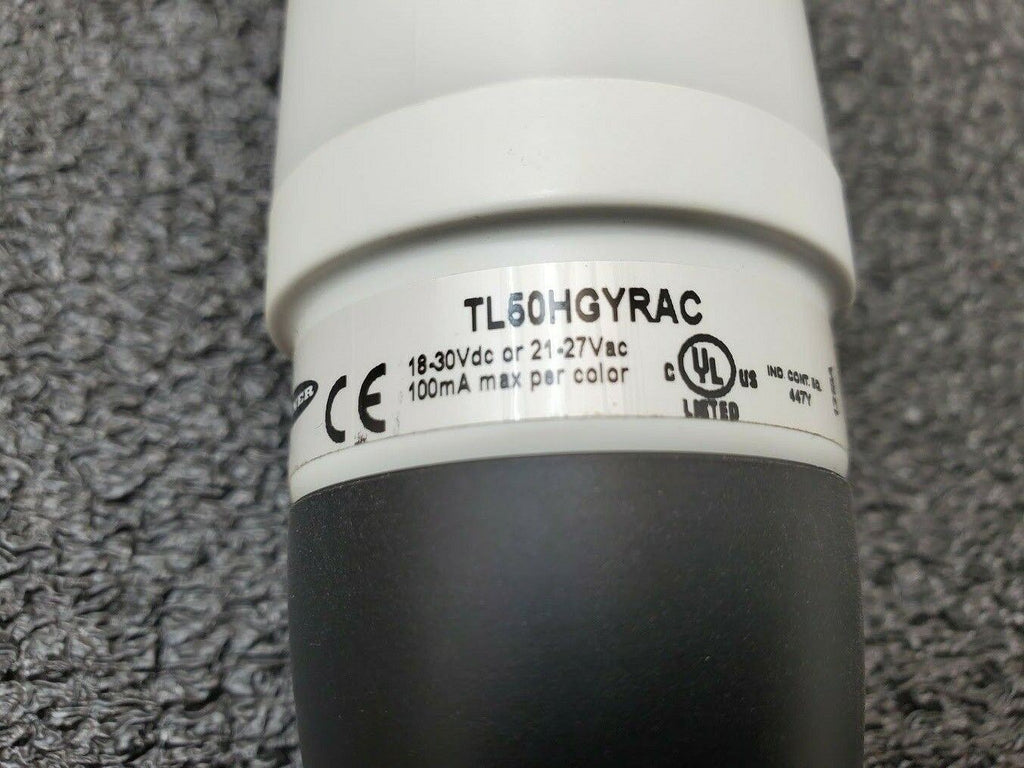 TL50HGYRAC
18-30Vdc or 21-27Vac
100mA max per color
CE
C UL US
LISTED
IND. CONT. EQ.
447Y